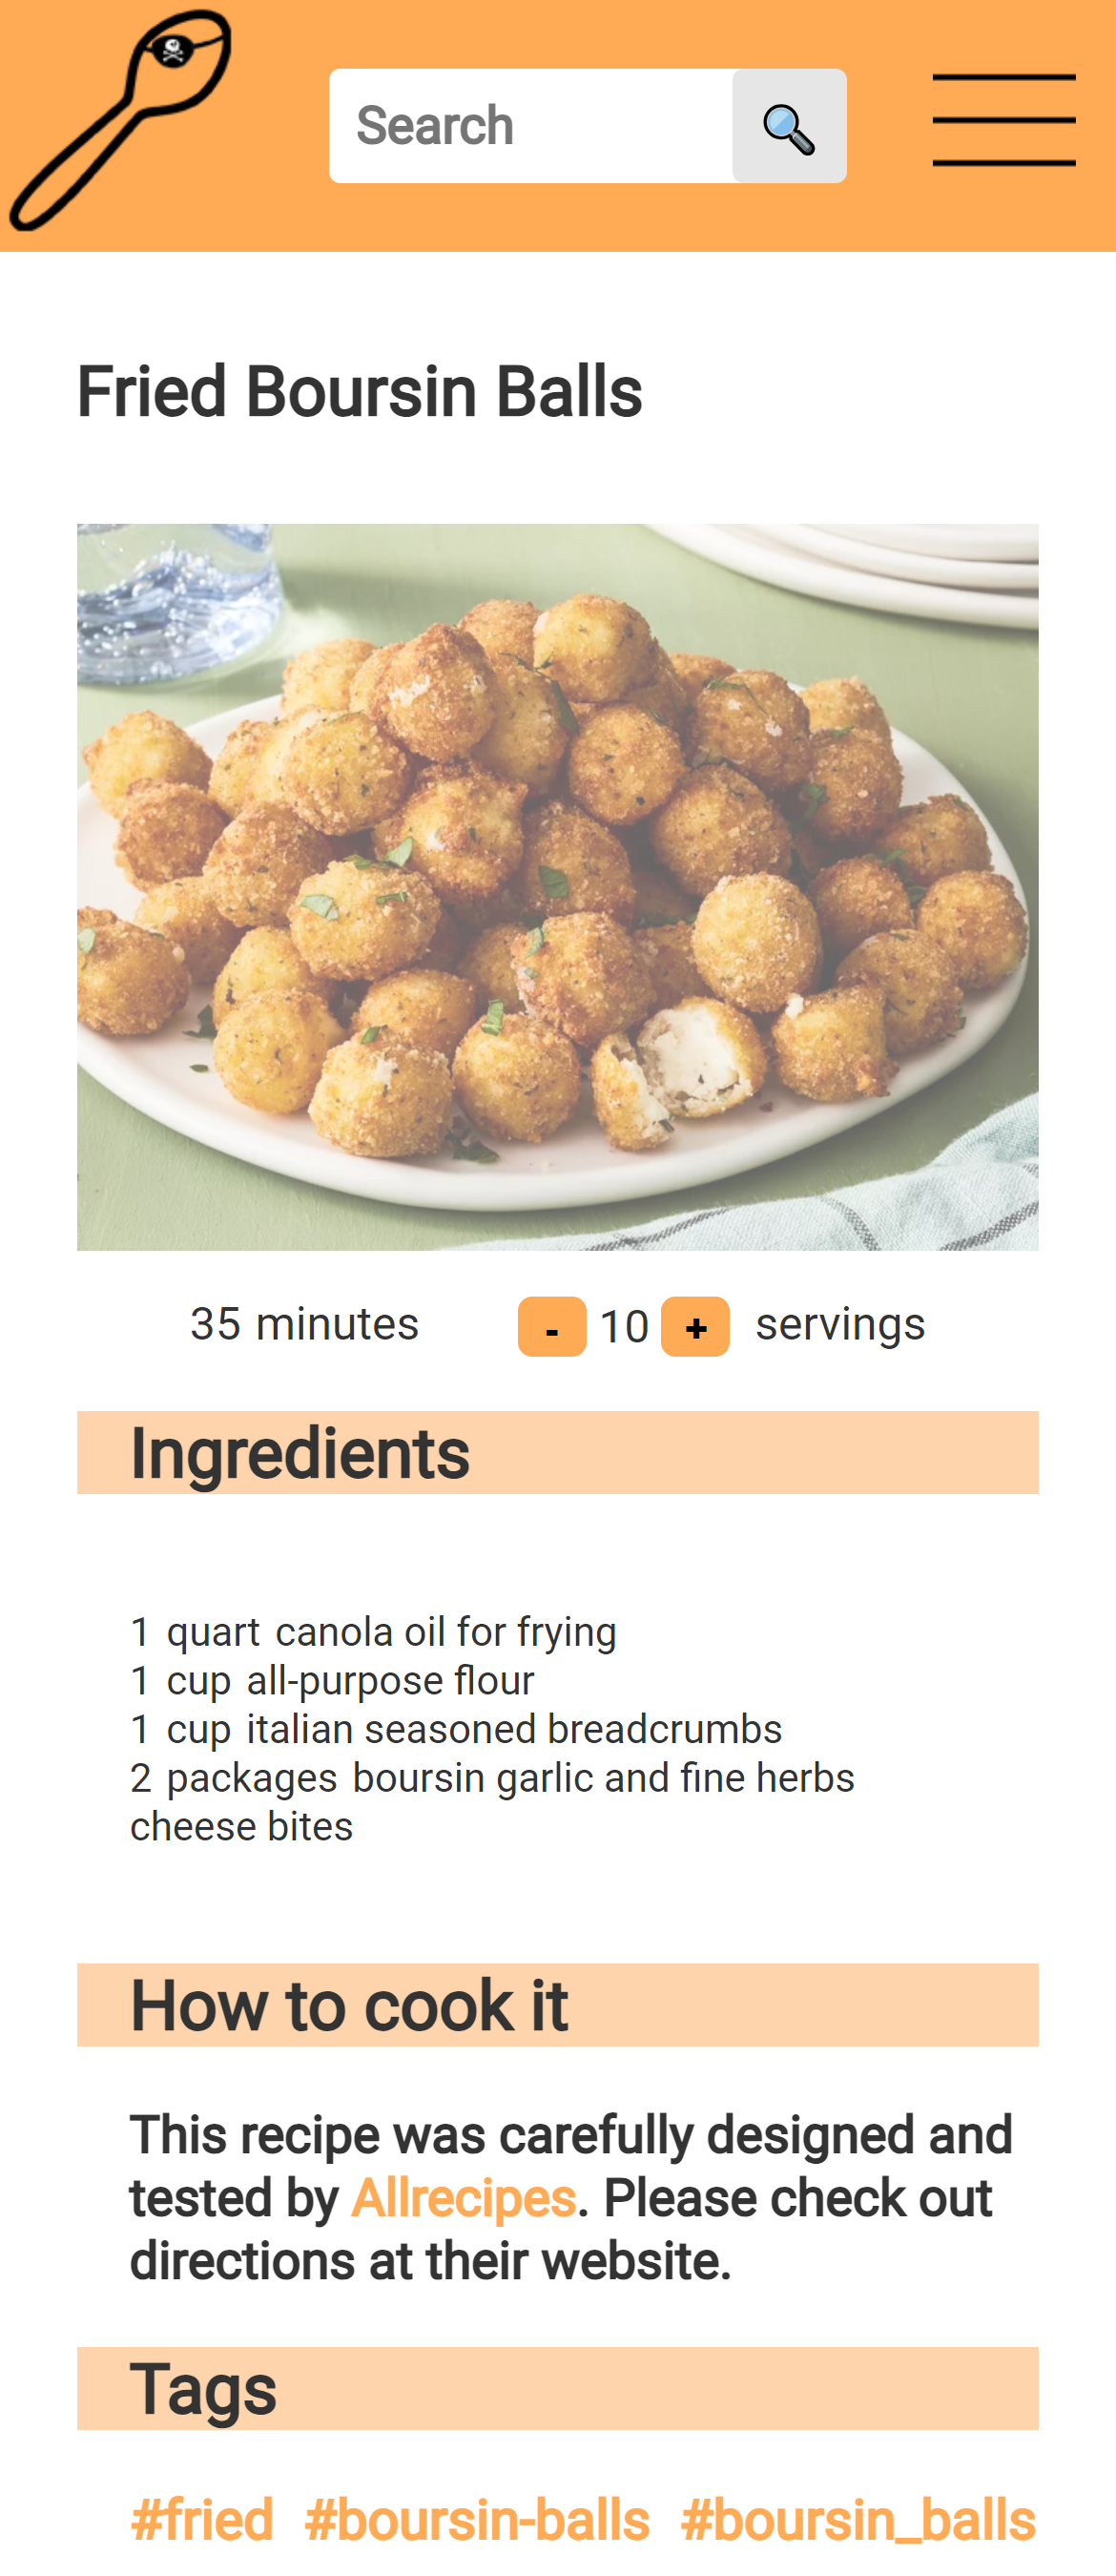 Search
Fried Boursin Balls
35 minutes - 10 + servings
Ingredients
1 quart canola oil for frying
1 cup all-purpose flour
1 cup italian seasoned breadcrumbs
2 packages boursin garlic and fine herbs
cheese bites
How to cook it
This recipe was carefully designed and
tested by Allrecipes. Please check out
directions at their website.
Tags
#fried #boursin-balls #boursin_balls